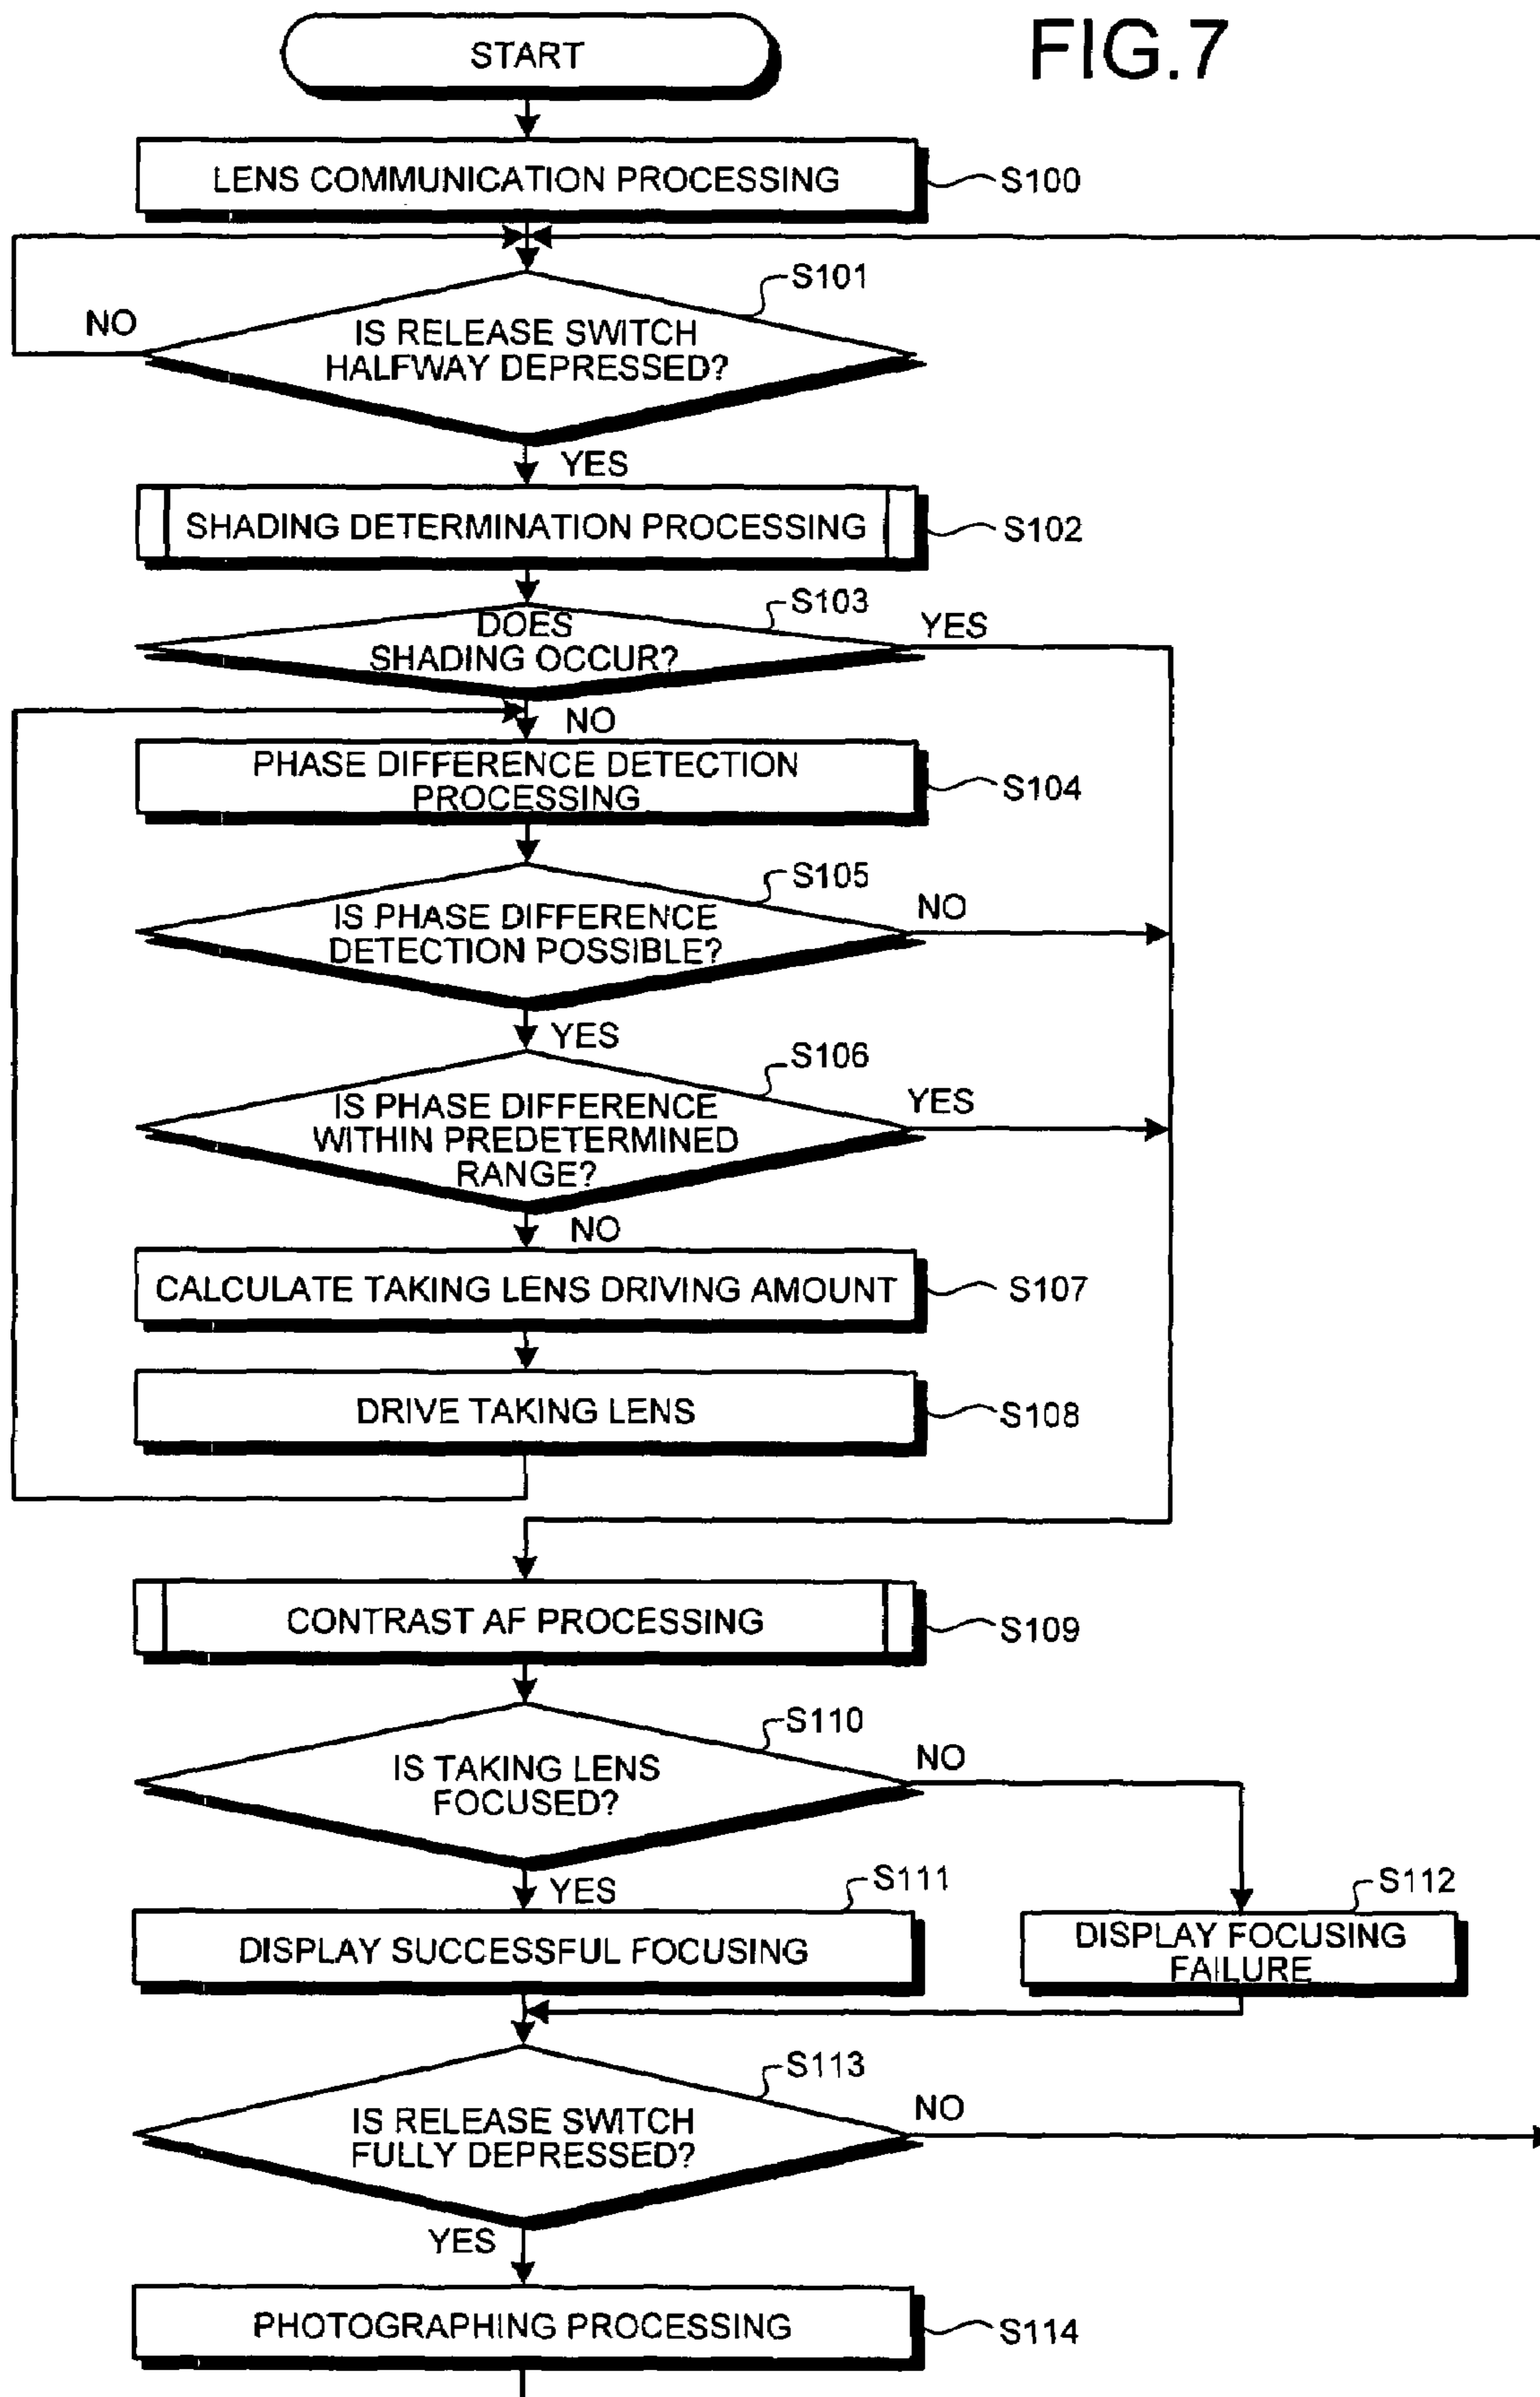 FIG.7
START
LENS COMMUNICATION PROCESSING
S100
S101
IS RELEASE SWITCH
HALFWAY DEPRESSED?
NO
YES
SHADING DETERMINATION PROCESSING
S102
S103
DOES
SHADING OCCUR?
YES
NO
PHASE DIFFERENCE DETECTION
PROCESSING
S104
S105
IS PHASE DIFFERENCE
DETECTION POSSIBLE?
NO
YES
S106
IS PHASE DIFFERENCE
WITHIN PREDETERMINED
RANGE?
YES
NO
CALCULATE TAKING LENS DRIVING AMOUNT
S107
DRIVE TAKING LENS
S108
CONTRAST AF PROCESSING
S109
S110
IS TAKING LENS
FOCUSED?
NO
YES
S111
DISPLAY SUCCESSFUL FOCUSING
S112
DISPLAY FOCUSING
FAILURE
S113
IS RELEASE SWITCH
FULLY DEPRESSED?
NO
YES
PHOTOGRAPHING PROCESSING
S114